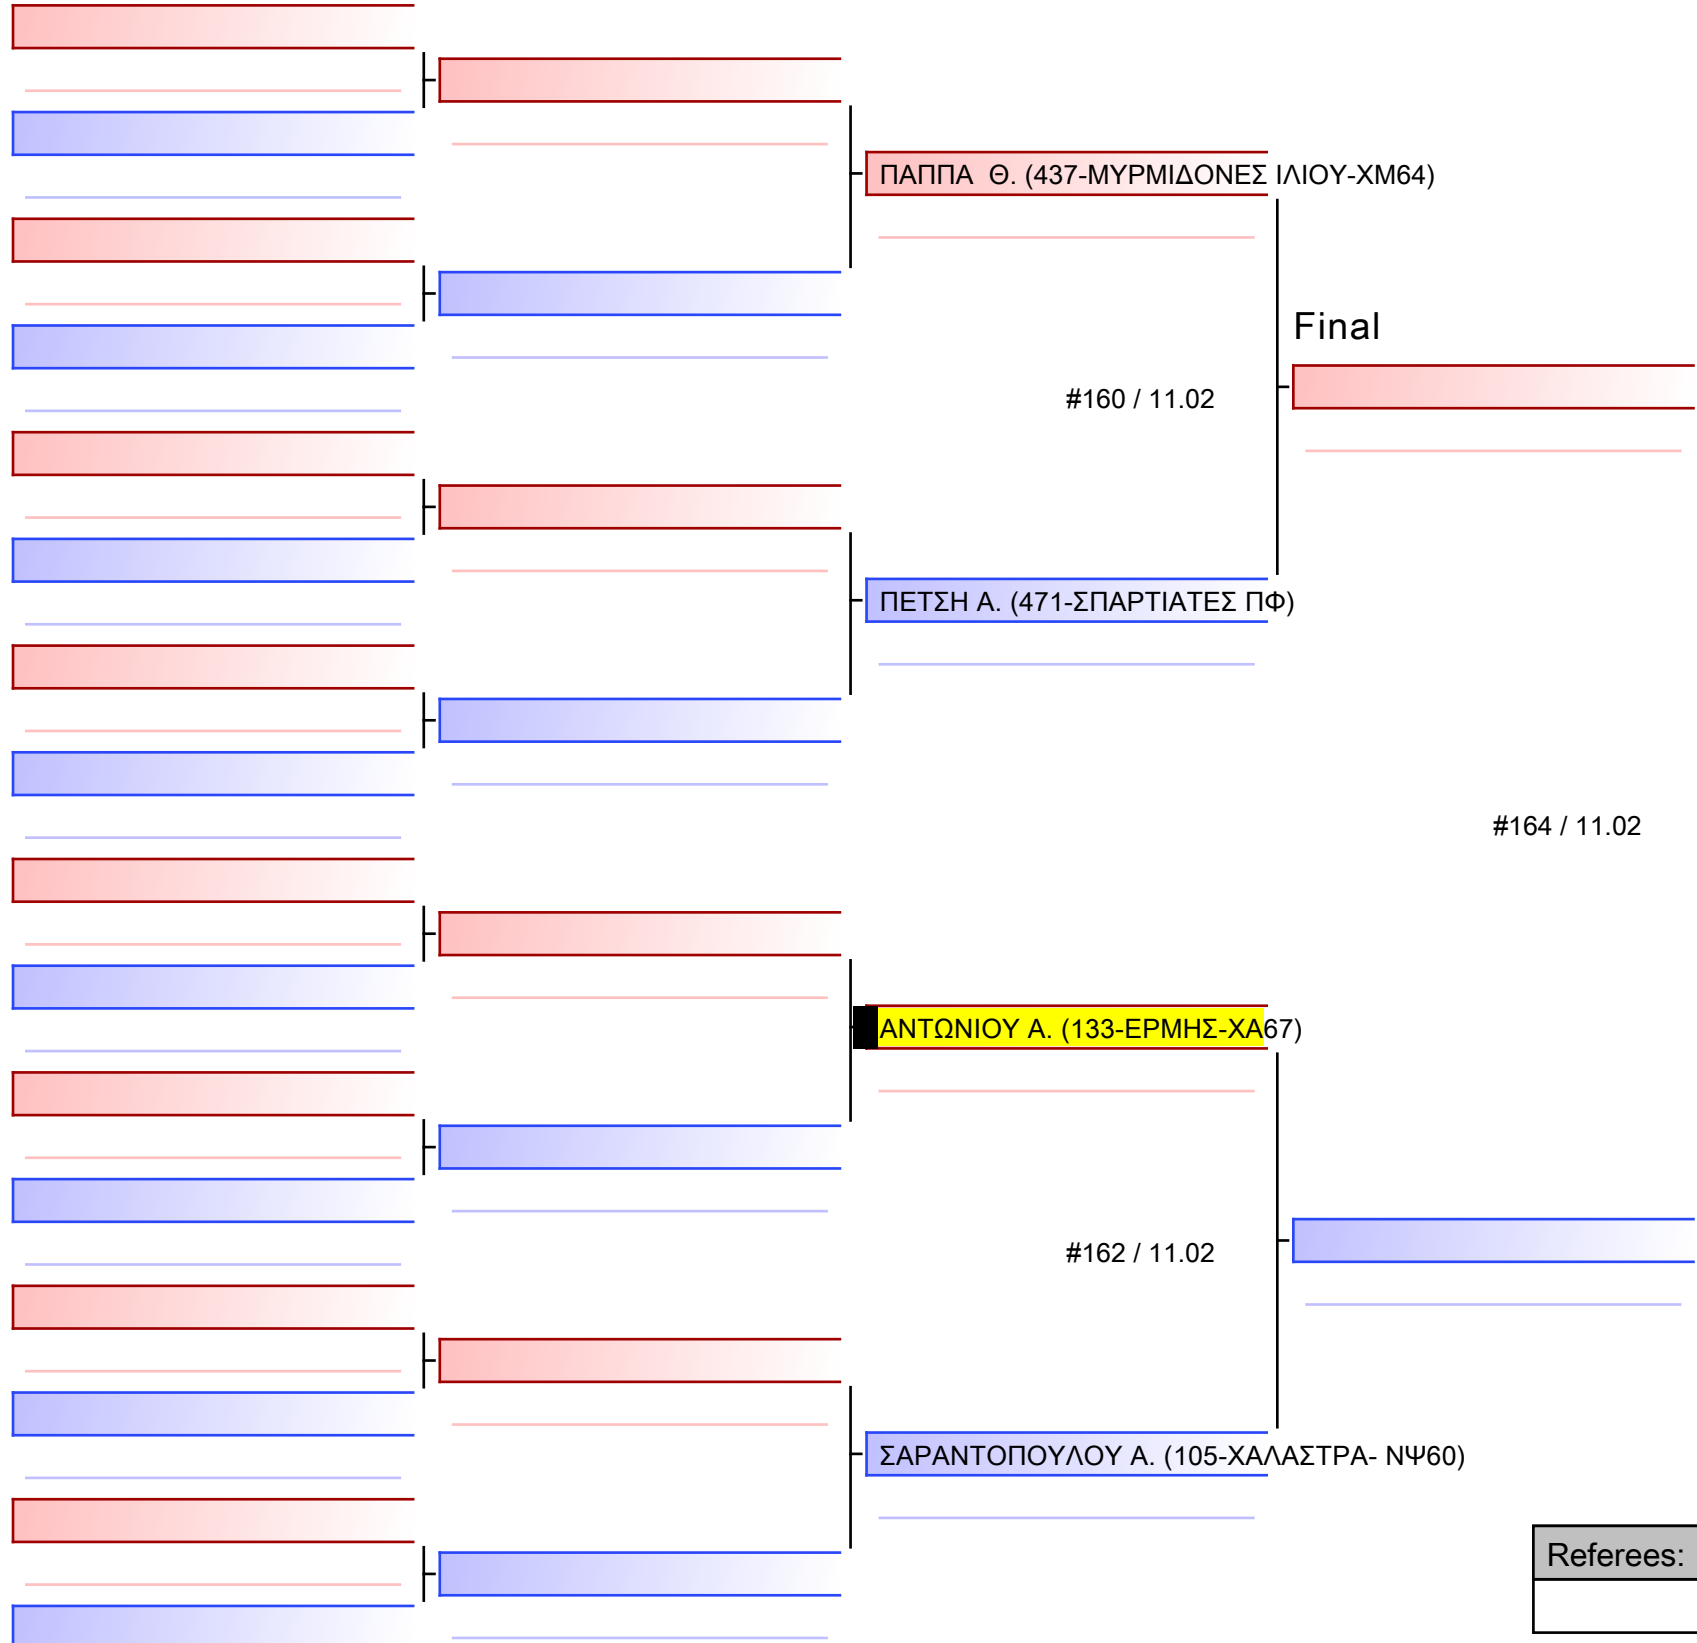 ΠΑΠΠΑ  Θ. (437-ΜΥΡΜΙΔΟΝΕΣ ΙΛΙΟΥ-ΧΜ64)
Final
#160 / 11.02
ΠΕΤΣΗ Α. (471-ΣΠΑΡΤΙΑΤΕΣ ΠΦ)
#164 / 11.02
ΑΝΤΩΝΙΟΥ Α. (133-ΕΡΜΗΣ-ΧΑ67)
#162 / 11.02
ΣΑΡΑΝΤΟΠΟΥΛΟΥ Α. (105-ΧΑΛΑΣΤΡΑ- ΝΨ60)
Referees: